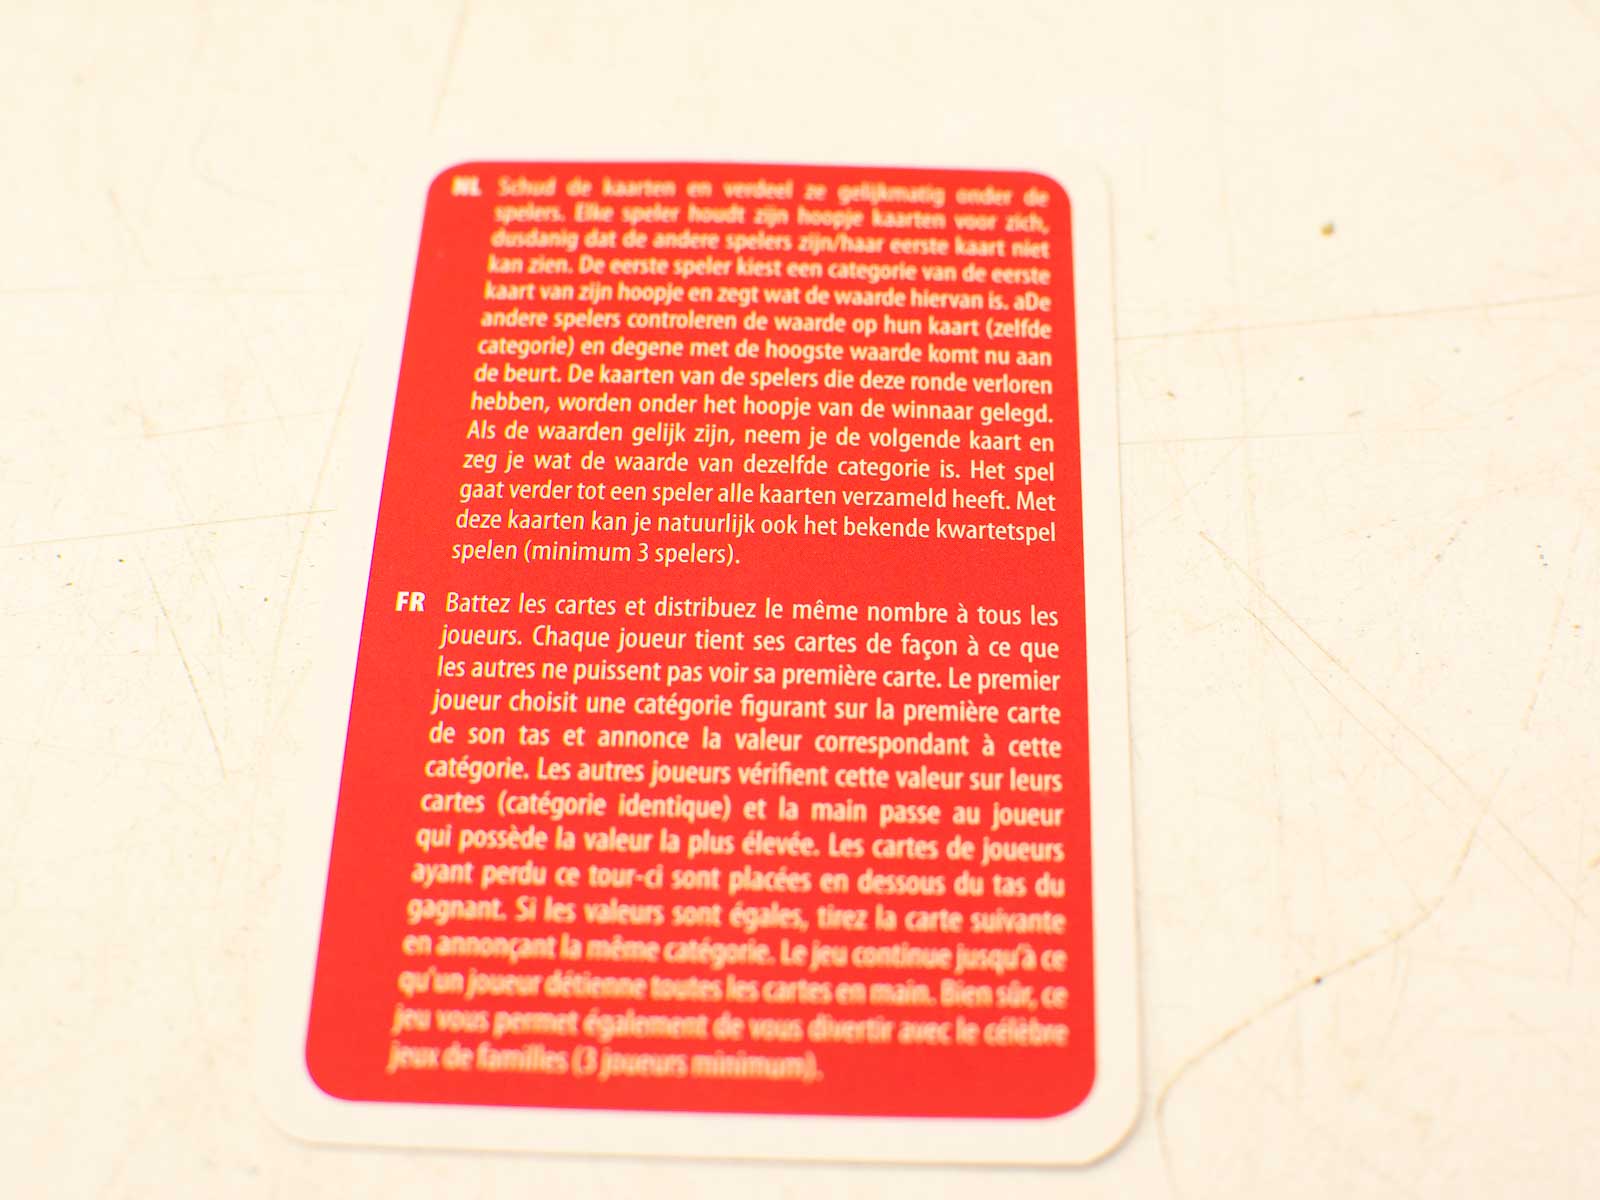 NL Schud de kaarten en verdeel ze gelijkmatig onder de
spelers. Elke speler houdt zijn hoopje kaarten voor zich,
dusdanig dat de andere spelers zijn/haar eerste kaart niet
kan zien. De eerste speler kiest een categorie van de eerste
kaart van zijn hoopje en zegt wat de waarde hiervan is. aDe
andere spelers controleren de waarde op hun kaart (zelfde
categorie) en degene met de hoogste waarde komt nu aan
de beurt. De kaarten van de spelers die deze ronde verloren
hebben, worden onder het hoopje van de winnaar gelegd.
Als de waarden gelijk zijn, neem je de volgende kaart en
zeg je wat de waarde van dezelfde categorie is. Het spel
gaat verder tot een speler alle kaarten verzameld heeft. Met
deze kaarten kan je natuurlijk ook het bekende kwartetspel
spelen (minimum 3 spelers).
FR Battez les cartes et distribuez le même nombre à tous les
joueurs. Chaque joueur tient ses cartes de façon à ce que
les autres ne puissent pas voir sa première carte. Le premier
joueur choisit une catégorie figurant sur la première carte
de son tas et annonce la valeur correspondant à cette
catégorie. Les autres joueurs vérifient cette valeur sur leurs
cartes (catégorie identique) et la main passe au joueur
qui possède la valeur la plus élevée. Les cartes de joueurs
ayant perdu ce tour-ci sont placées en dessous du tas du
gagnant. Si les valeurs sont égales, tirez la carte suivante
en annonçant la même catégorie. Le jeu continue jusqu'à ce
qu'un joueur détienne toutes les cartes en main. Bien sûr, ce
jeu vous permet également de vous divertir avec le célèbre
jeux de familles (3 joueurs minimum).